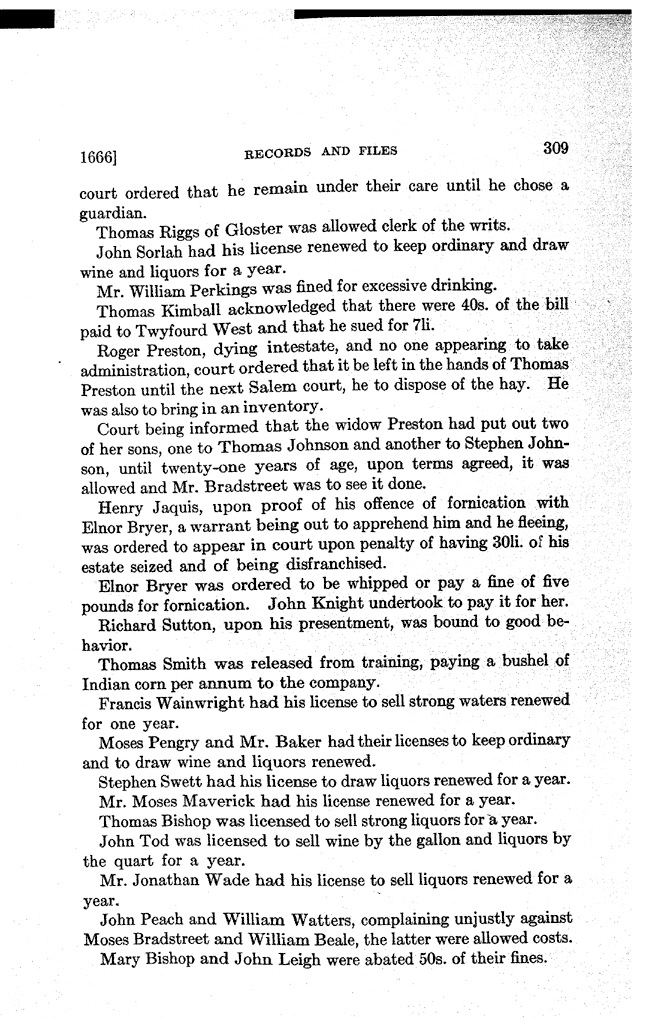 1666] RECORDS AND FILES 309
court ordered that he remain under their care until he chose a
guardian.
Thomas Riggs of Gloster was allowed clerk of the writs.
John Sorlah had his license renewed to keep ordinary and draw
wine and liquors for a year.
Mr. William Perkings was fined for excessive drinking.
Thomas Kimball acknowledged that there were 40s. of the bill
paid to Twyfourd West and that he sued for 7li.
Roger Preston, dying intestate, and no one appearing to take
administration, court ordered that it be left in the hands of Thomas
Preston until the next Salem court, he to dispose of the hay. He
was also to bring in an inventory.
Court being informed that the widow Preston had put out two
of her sons, one to Thomas Johnson and another to Stephen John-
son, until twenty-one years of age, upon terms agreed, it was
allowed and Mr. Bradstreet was to see it done.
Henry Jaquis, upon proof of his offence of fornication with
Elnor Bryer, a warrant being out to apprehend him and he fleeing,
was ordered to appear in court upon penalty of having 30li. of his
estate seized and of being disfranchised.
Elnor Bryer was ordered to be whipped or pay a fine of five
pounds for fornication. John Knight undertook to pay it for her.
Richard Sutton, upon his presentment, was bound to good be-
havior.
Thomas Smith was released from training, paying a bushel of
Indian corn per annum to the company.
Francis Wainwright had his license to sell strong waters renewed
for one year.
Moses Pengry and Mr. Baker had their licenses to keep ordinary
and to draw wine and liquors renewed.
Stephen Swett had his license to draw liquors renewed for a year.
Mr. Moses Maverick had his license renewed for a year.
Thomas Bishop was licensed to sell strong liquors for a year.
John Tod was licensed to sell wine by the gallon and liquors by
the quart for a year.
Mr. Jonathan Wade had his license to sell liquors renewed for a
year.
John Peach and William Watters, complaining unjustly against
Moses Bradstreet and William Beale, the latter were allowed costs.
Mary Bishop and John Leigh were abated 50s. of their fines.